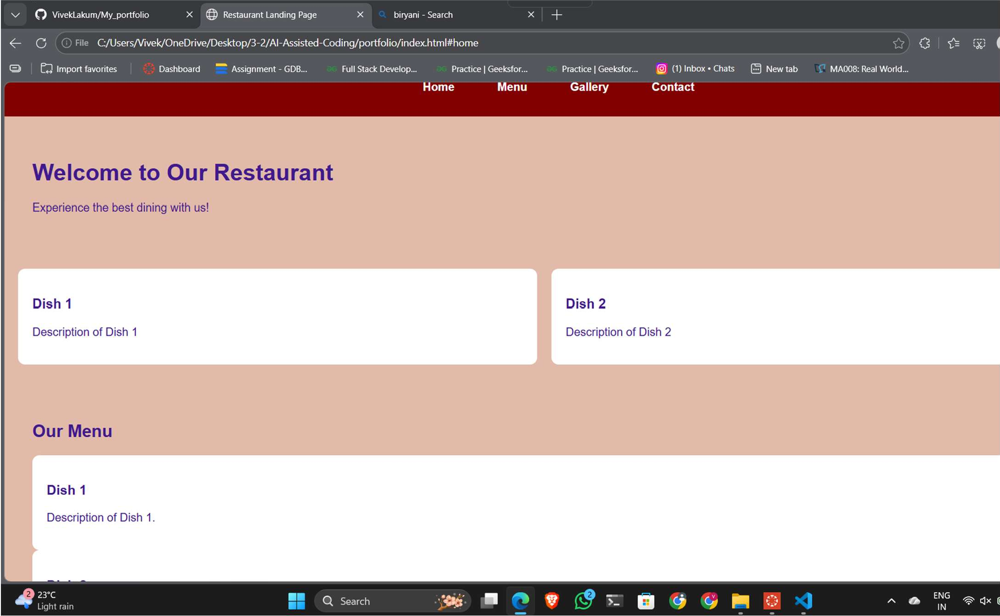 VivekLakum/My_portfolio
Restaurant Landing Page
biryani - Search
File
C:/Users/Vivek/OneDrive/Desktop/3-2/AI-Assisted-Coding/portfolio/index.html#home
Import favorites
Dashboard
Assignment - GDB...
Full Stack Develop...
Practice | Geeksfor...
Practice | Geeksfor...
(1) Inbox • Chats
New tab
MA008: Real World...
Home
Menu
Gallery
Contact
Welcome to Our Restaurant
Experience the best dining with us!
Dish 1
Description of Dish 1
Dish 2
Description of Dish 2
Our Menu
Dish 1
Description of Dish 1.
2
23°C
Light rain
Search
2
V
ENG
IN